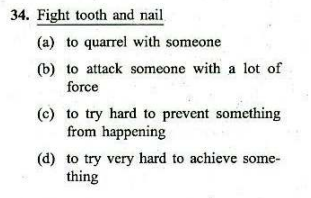 34. Fight tooth and nail
(a) to quarrel with someone
(b) to attack someone with a lot of
force
(c) to try hard to prevent something
from happening
(d) to try very hard to achieve some-
thing